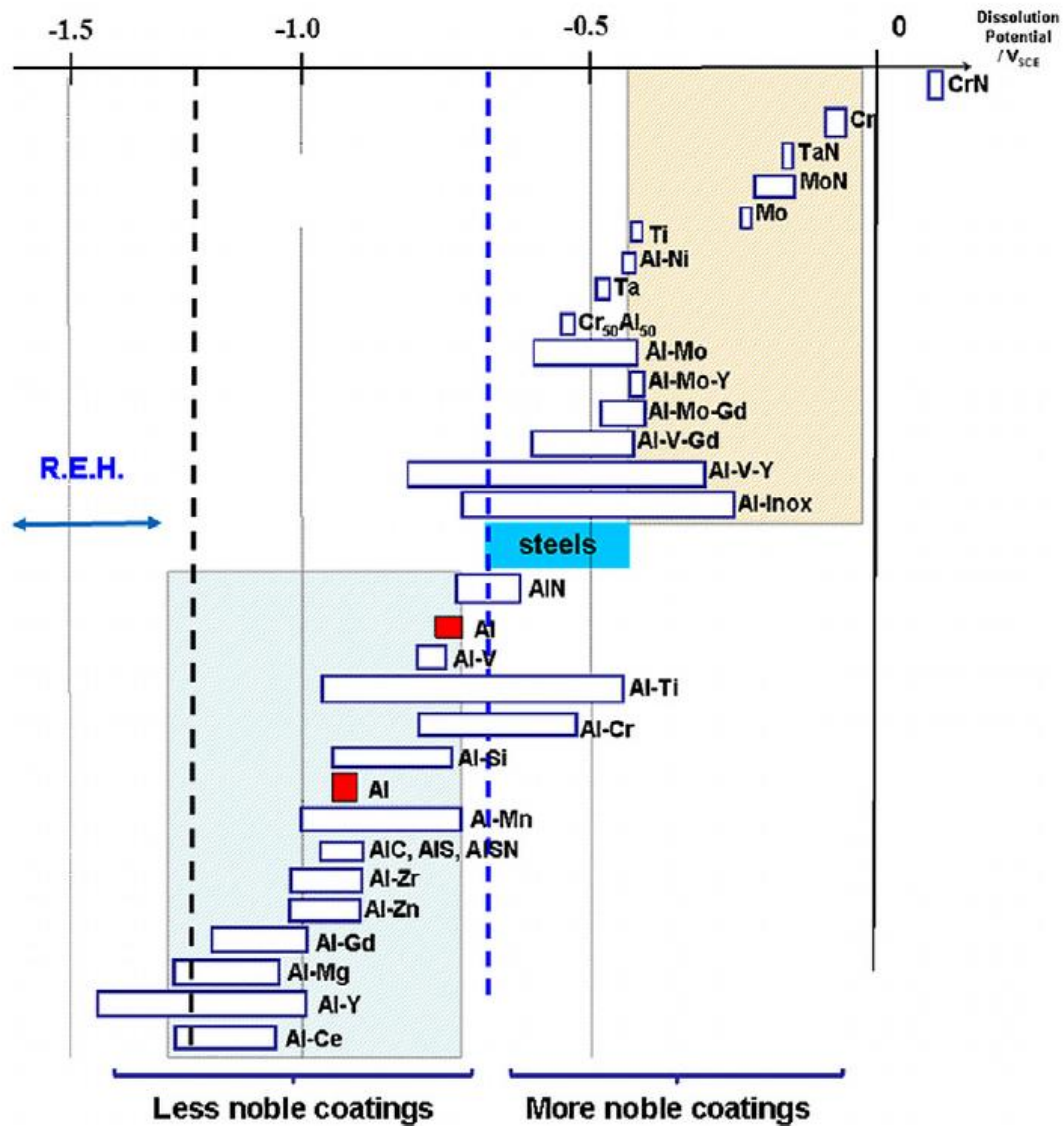 -1.5 -1.0 -0.5 0 Dissolution
Potential
/ V_SCE
CrN
Cr
TaN
MoN
Mo
Ti
Al-Ni
Ta
Cr₅₀Al₅₀
Al-Mo
Al-Mo-Y
Al-Mo-Gd
Al-V-Gd
R.E.H.
Al-V-Y
Al-Inox
steels
AlN
Al
Al-V
Al-Ti
Al-Cr
Al-Si
Al
Al-Mn
AlC, AlS, AlSN
Al-Zr
Al-Zn
Al-Gd
Al-Mg
Al-Y
Al-Ce
Less noble coatings More noble coatings